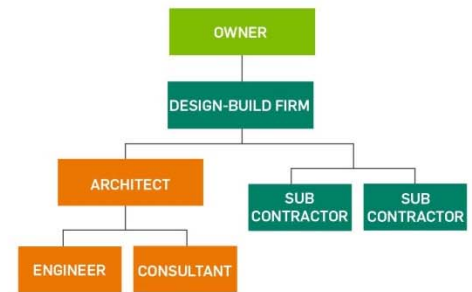 OWNER
DESIGN-BUILD FIRM
ARCHITECT
SUB
CONTRACTOR
SUB
CONTRACTOR
ENGINEER
CONSULTANT